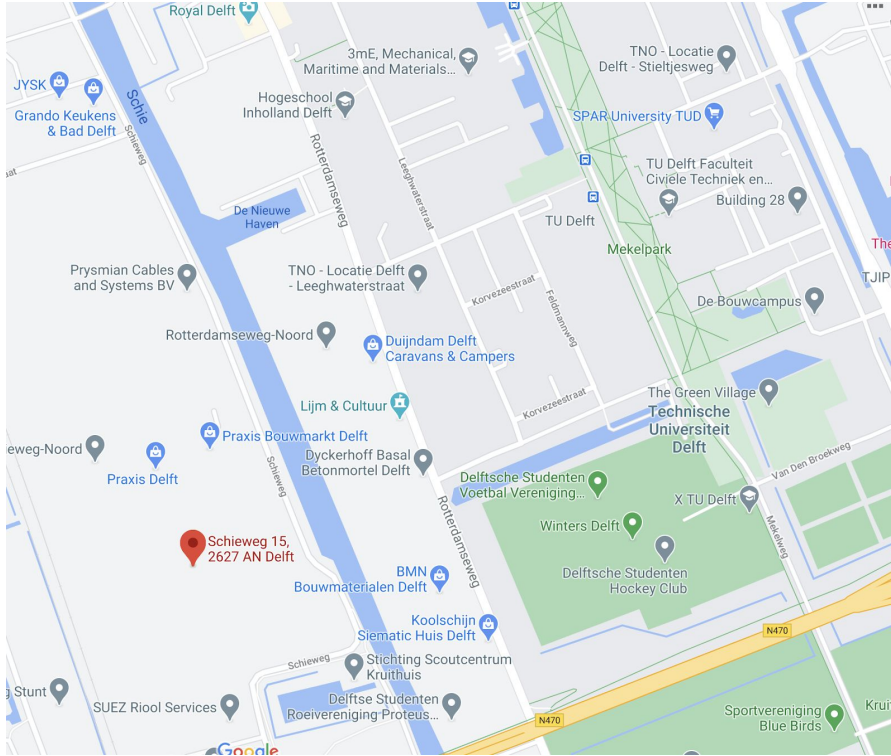 Royal Delft
3mE, Mechanical,
Maritime and Materials...
TNO - Locatie
Delft - Stieltjesweg
JYSK
Grando Keukens
& Bad Delft
Schie
Schieweg
Hogeschool
Inholland Delft
Rotterdamseweg
Leeghwaterstraat
SPAR University TUD
TU Delft Faculteit
Civiele Techniek en...
Building 28
at
De Nieuwe
Haven
TU Delft
Mekelpark
The
TJIP
Prysmian Cables
and Systems BV
TNO - Locatie Delft
- Leeghwaterstraat
Korvezeestraat
Feldmannweg
De Bouwcampus
Rotterdamseweg-Noord
Duijndam Delft
Caravans & Campers
Lijm & Cultuur
Korvezeestraat
The Green Village
Technische
Universiteit
Delft
Praxis Bouwmarkt Delft
eweg-Noord
Praxis Delft
Schieweg
Dyckerhoff Basal
Betonmortel Delft
Van Den Broekweg
Delftsche Studenten
Voetbal Vereniging...
X TU Delft
Rotterdamseweg
Winters Delft
Mekelweg
Schieweg 15,
2627 AN Delft
Delftsche Studenten
Hockey Club
BMN
Bouwmaterialen Delft
Koolschijn
Siematic Huis Delft
N470
Schieweg
Stichting Scoutcentrum
Kruithuis
g Stunt
SUEZ Riool Services
Delftse Studenten
Roeivereniging Proteus...
N470
Sportvereniging
Blue Birds
Kruit
Google